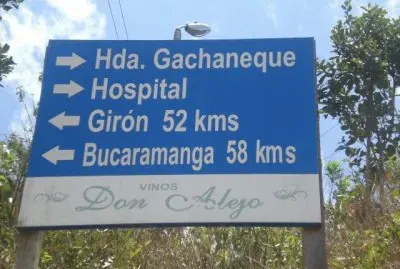 → Hda. Gachaneque
→ Hospital
← Girón 52 kms
← Bucaramanga 58 kms
VINOS
Don Alejo